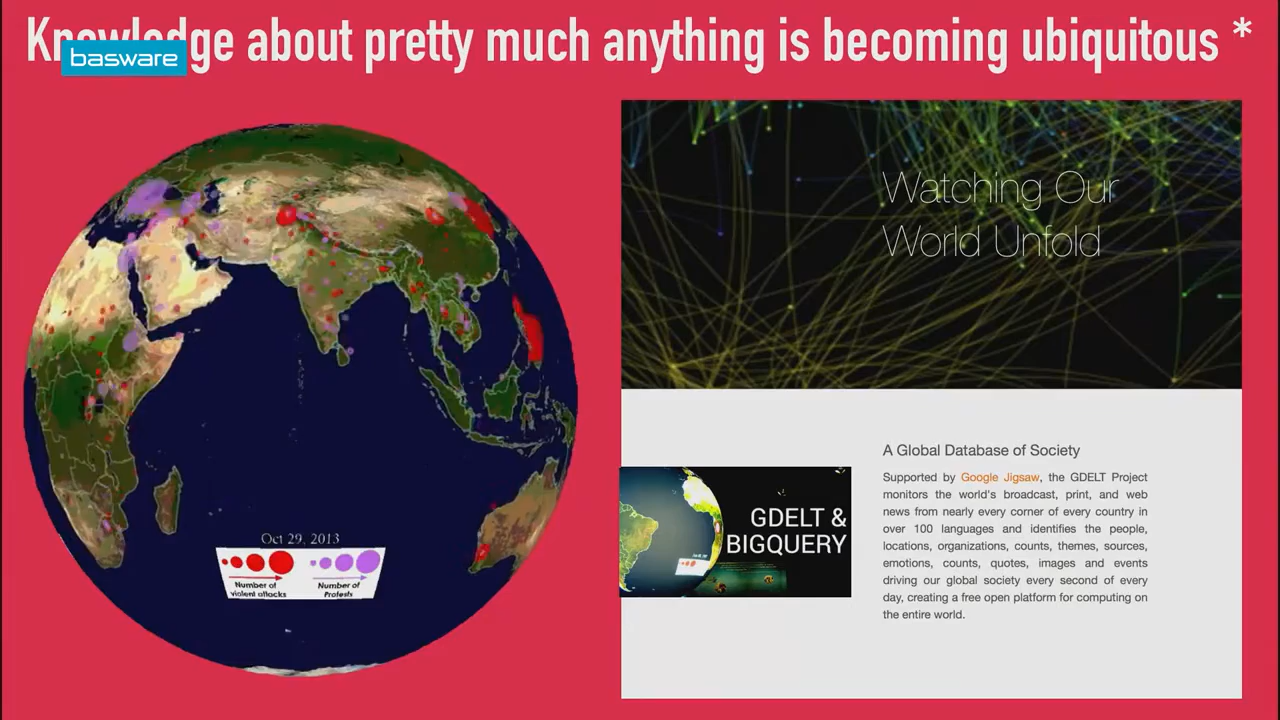 Knowledge about pretty much anything is becoming ubiquitous *
basware
Oct 29, 2013
Number of
violent attacks
Number of
Protests
Watching Our
World Unfold
GDELT &
BIGQUERY
A Global Database of Society
Supported by Google Jigsaw, the GDELT Project
monitors the world's broadcast, print, and web
news from nearly every corner of every country in
over 100 languages and identifies the people,
locations, organizations, counts, themes, sources,
emotions, counts, quotes, images and events
driving our global society every second of every
day, creating a free open platform for computing on
the entire world.